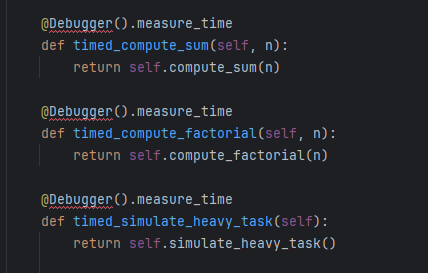 @Debugger().measure_time
def timed_compute_sum(self, n):
    return self.compute_sum(n)
@Debugger().measure_time
def timed_compute_factorial(self, n):
    return self.compute_factorial(n)
@Debugger().measure_time
def timed_simulate_heavy_task(self):
    return self.simulate_heavy_task()